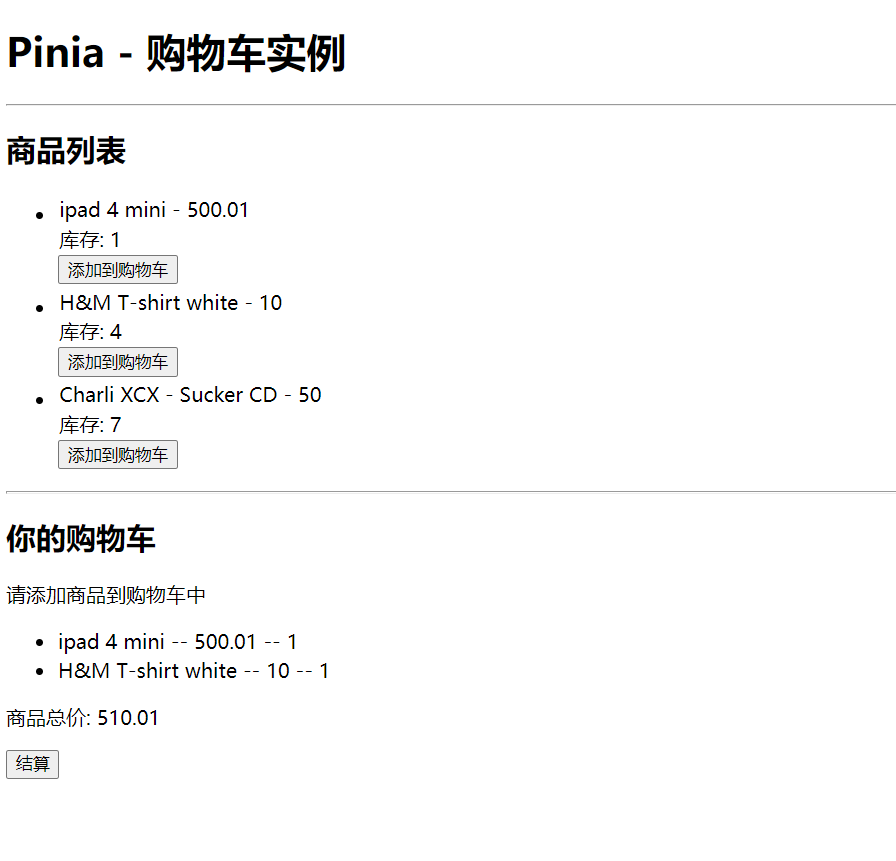 Pinia - 购物车实例
商品列表
ipad 4 mini - 500.01
库存: 1
添加到购物车
H&M T-shirt white - 10
库存: 4
添加到购物车
Charli XCX - Sucker CD - 50
库存: 7
添加到购物车
你的购物车
请添加商品到购物车中
ipad 4 mini -- 500.01 -- 1
H&M T-shirt white -- 10 -- 1
商品总价: 510.01
结算